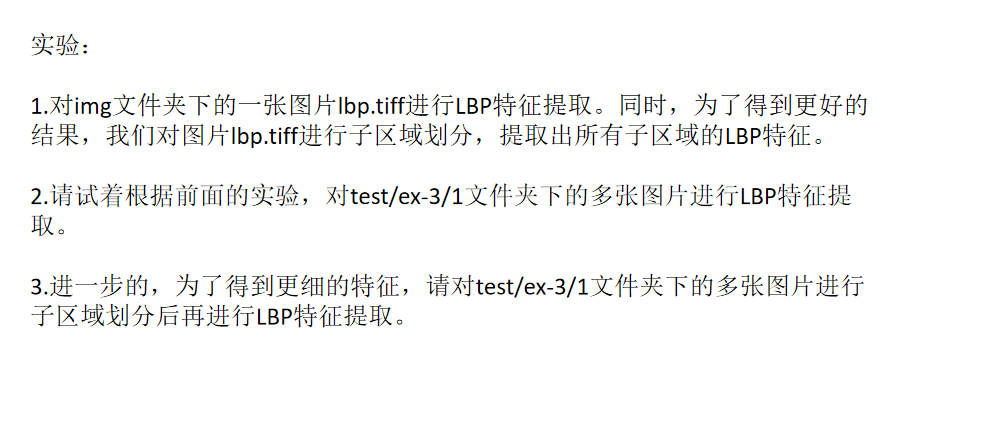 实验：
1.对img文件夹下的一张图片lbp.tiff进行LBP特征提取。同时，为了得到更好的
结果，我们对图片lbp.tiff进行子区域划分，提取出所有子区域的LBP特征。
2.请试着根据前面的实验，对test/ex-3/1文件夹下的多张图片进行LBP特征提
取。
3.进一步的，为了得到更细的特征，请对test/ex-3/1文件夹下的多张图片进行
子区域划分后再进行LBP特征提取。